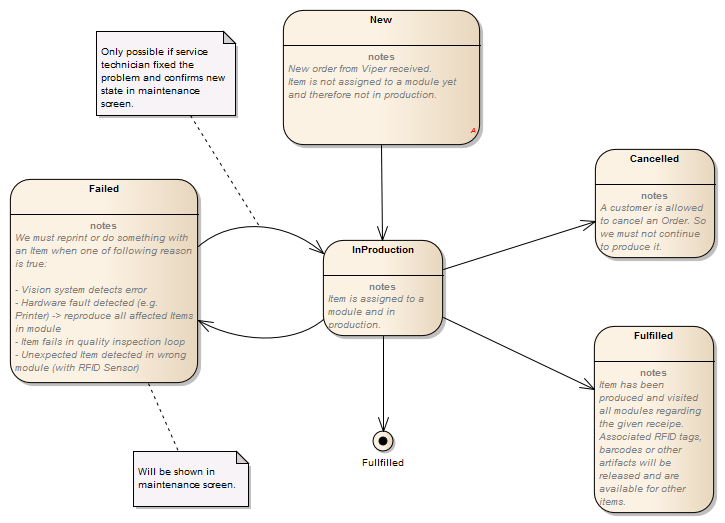 New
notes
New order from Viper received.
Item is not assigned to a module yet
and therefore not in production.
A
Only possible if service
technician fixed the
problem and confirms new
state in maintenance
screen.
Failed
notes
We must reprint or do something with
an Item when one of following reason
is true:
- Vision system detects error
- Hardware fault detected (e.g.
Printer) -> reproduce all affected Items
in module
- Item fails in quality inspection loop
- Unexpected Item detected in wrong
module (with RFID Sensor)
InProduction
notes
Item is assigned to a
module and in
production.
Cancelled
notes
A customer is allowed
to cancel an Order. So
we must not continue
to produce it.
Fulfilled
notes
Item has been
produced and visited
all modules regarding
the given receipe.
Associated RFID tags,
barcodes or other
artifacts will be
released and are
available for other
items.
Fullfilled
Will be shown in
maintenance screen.